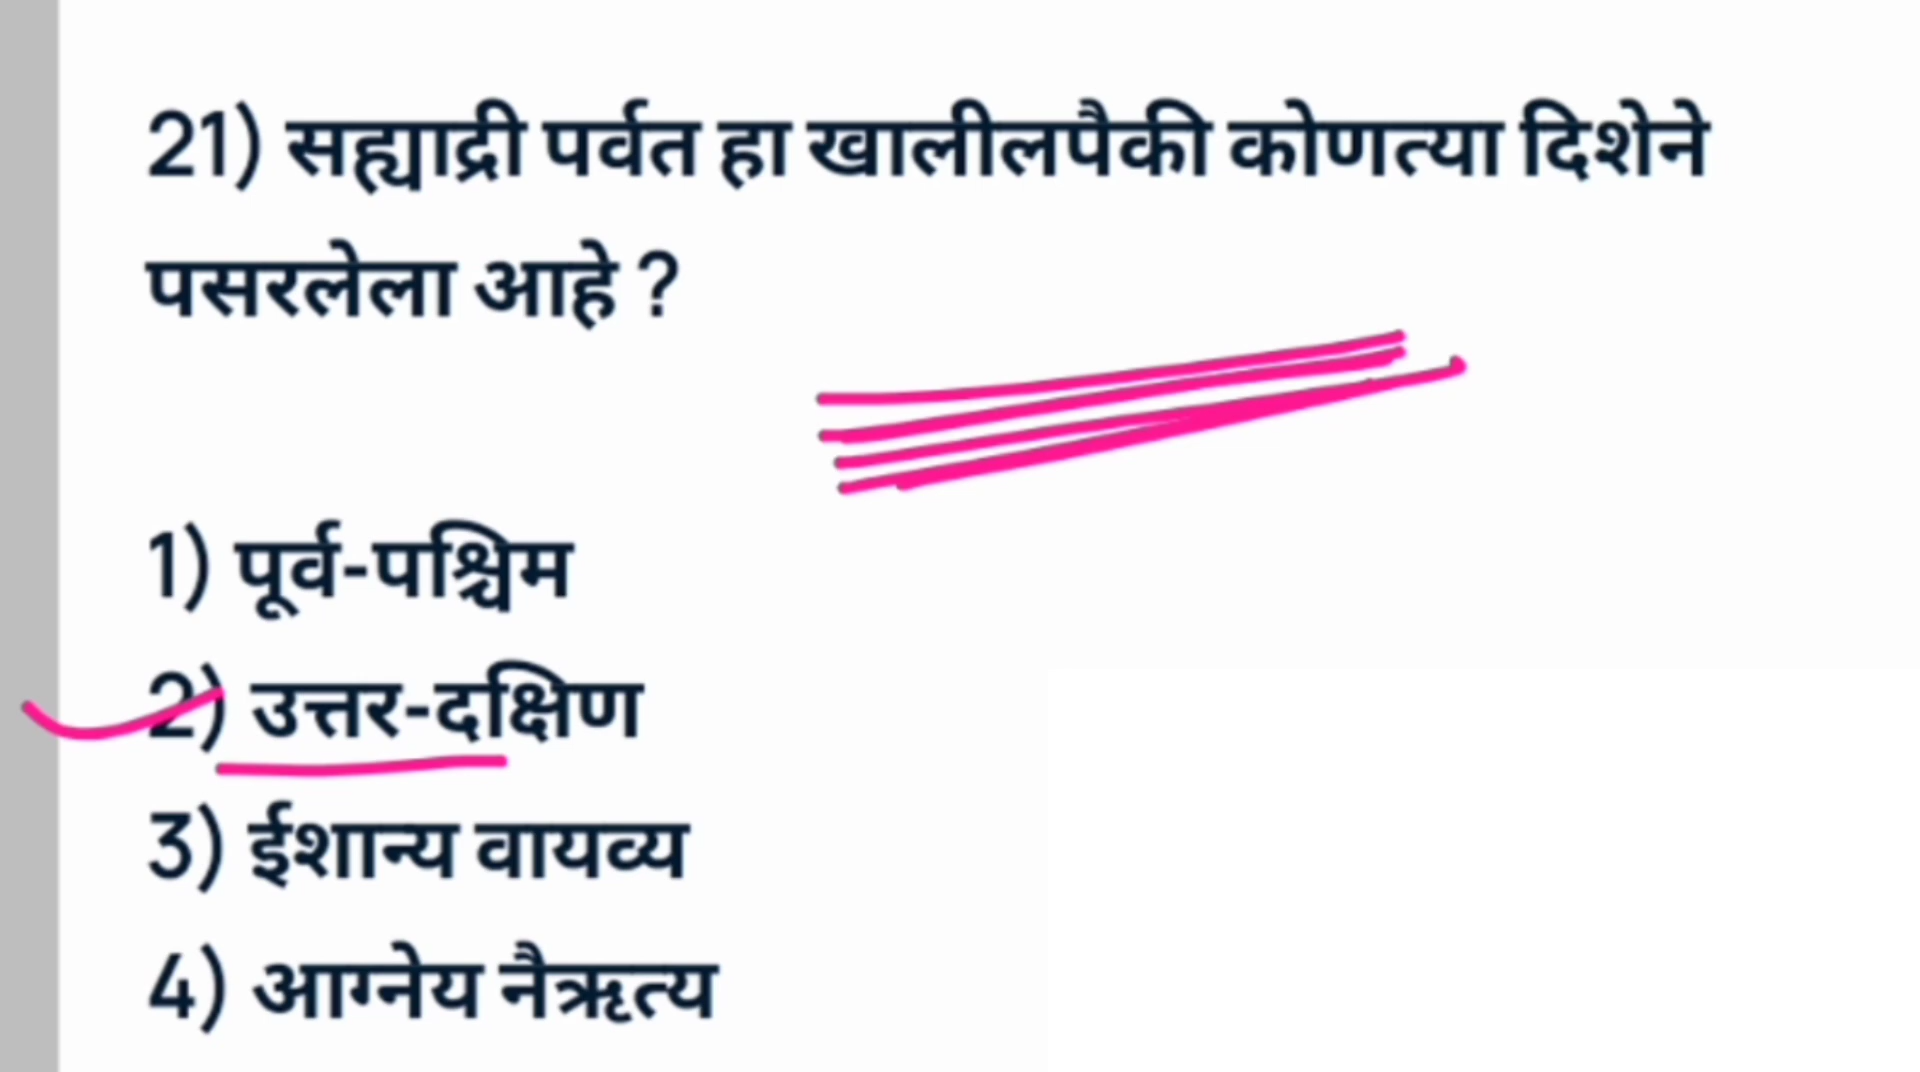 21) सह्याद्री पर्वत हा खालीलपैकी कोणत्या दिशेने
पसरलेला आहे ?
1) पूर्व-पश्चिम
2) उत्तर-दक्षिण
3) ईशान्य वायव्य
4) आग्नेय नैऋत्य